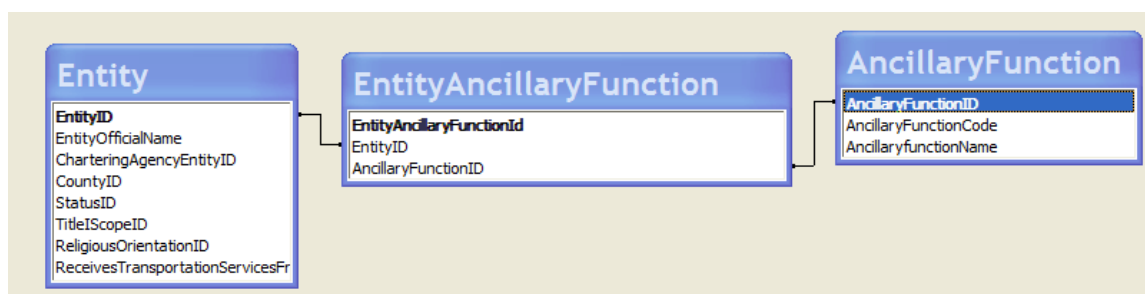 Entity
EntityID
EntityOfficialName
CharteringAgencyEntityID
CountyID
StatusID
TitleIScopeID
ReligiousOrientationID
ReceivesTransportationServicesFr
EntityAncillaryFunction
EntityAncillaryFunctionId
EntityID
AncillaryFunctionID
AncillaryFunction
AncillaryFunctionID
AncillaryFunctionCode
AncillaryfunctionName